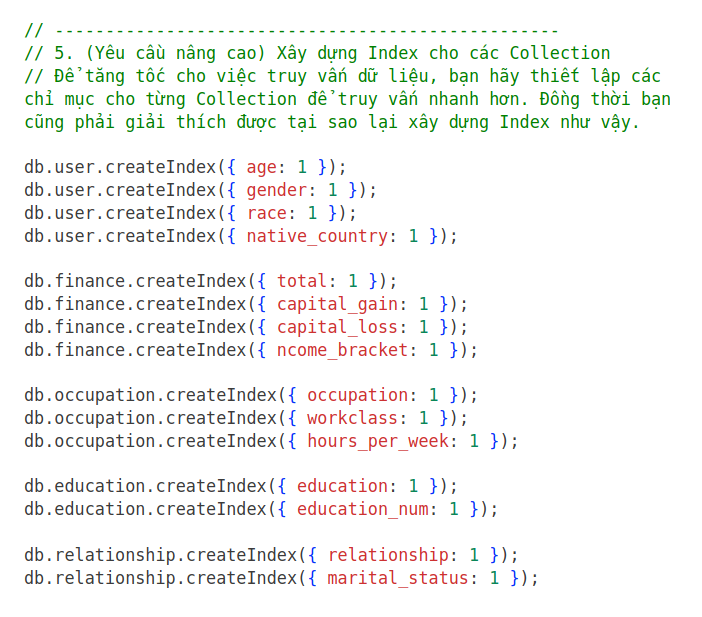 // --------------------------------------------------
// 5. (Yêu cầu nâng cao) Xây dựng Index cho các Collection
// Để tăng tốc cho việc truy vấn dữ liệu, bạn hãy thiết lập các
chỉ mục cho từng Collection để truy vấn nhanh hơn. Đồng thời bạn
cũng phải giải thích được tại sao lại xây dựng Index như vậy.
db.user.createIndex({ age: 1 });
db.user.createIndex({ gender: 1 });
db.user.createIndex({ race: 1 });
db.user.createIndex({ native_country: 1 });
db.finance.createIndex({ total: 1 });
db.finance.createIndex({ capital_gain: 1 });
db.finance.createIndex({ capital_loss: 1 });
db.finance.createIndex({ ncome_bracket: 1 });
db.occupation.createIndex({ occupation: 1 });
db.occupation.createIndex({ workclass: 1 });
db.occupation.createIndex({ hours_per_week: 1 });
db.education.createIndex({ education: 1 });
db.education.createIndex({ education_num: 1 });
db.relationship.createIndex({ relationship: 1 });
db.relationship.createIndex({ marital_status: 1 });